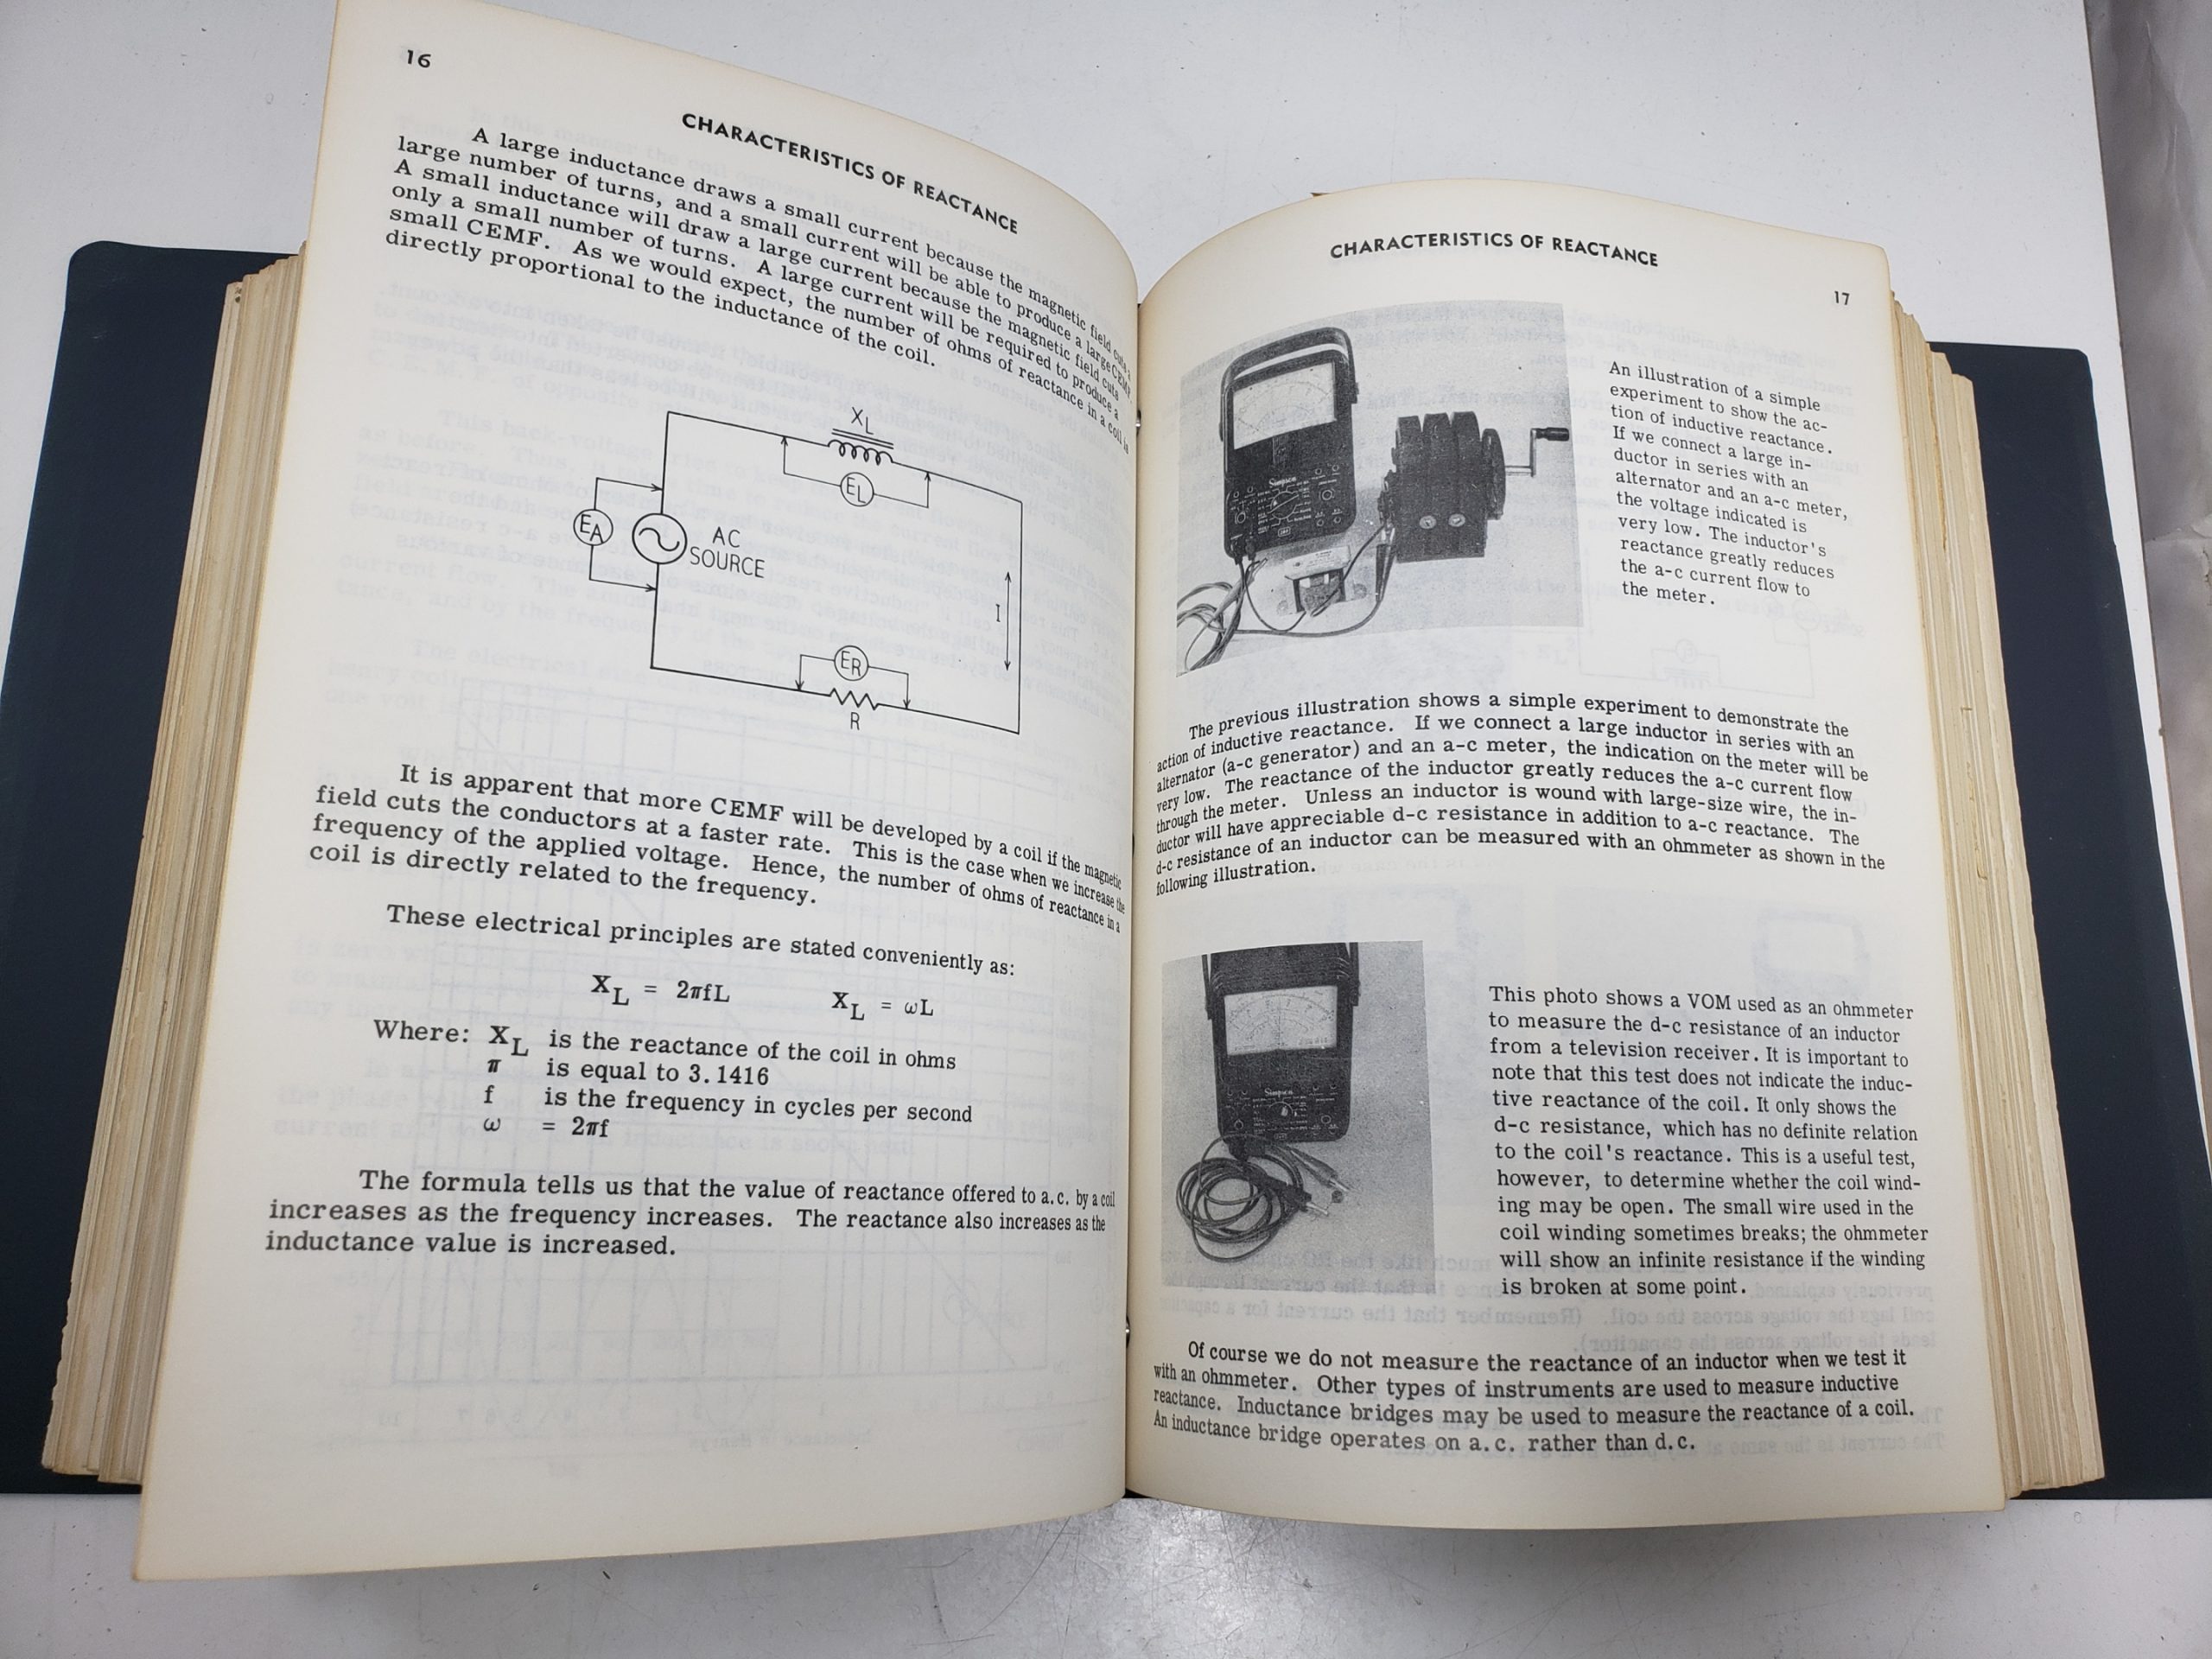 16
CHARACTERISTICS OF REACTANCE
A large inductance draws a small current because the magnetic field cuts a
large number of turns, and a small current will be able to produce a large CEMF.
A small inductance will draw a large current because the magnetic field cuts
only a small number of turns. A large current will be required to produce a
small CEMF. As we would expect, the number of ohms of reactance in a coil is
directly proportional to the inductance of the coil.
XL
EL
EA
AC
SOURCE
I
ER
R
It is apparent that more CEMF will be developed by a coil if the magnetic
field cuts the conductors at a faster rate. This is the case when we increase the
frequency of the applied voltage. Hence, the number of ohms of reactance in a
coil is directly related to the frequency.
These electrical principles are stated conveniently as:
XL = 2πfL XL = ωL
Where: XL is the reactance of the coil in ohms
π is equal to 3.1416
f is the frequency in cycles per second
ω = 2πf
The formula tells us that the value of reactance offered to a.c. by a coil
increases as the frequency increases. The reactance also increases as the
inductance value is increased.
CHARACTERISTICS OF REACTANCE
17
Simpson
An illustration of a simple
experiment to show the ac-
tion of inductive reactance.
If we connect a large in-
ductor in series with an
alternator and an a-c meter,
the voltage indicated is
very low. The inductor's
reactance greatly reduces
the a-c current flow to
the meter.
The previous illustration shows a simple experiment to demonstrate the
action of inductive reactance. If we connect a large inductor in series with an
alternator (a-c generator) and an a-c meter, the indication on the meter will be
very low. The reactance of the inductor greatly reduces the a-c current flow
through the meter. Unless an inductor is wound with large-size wire, the in-
ductor will have appreciable d-c resistance in addition to a-c reactance. The
d-c resistance of an inductor can be measured with an ohmmeter as shown in the
following illustration.
Simpson
This photo shows a VOM used as an ohmmeter
to measure the d-c resistance of an inductor
from a television receiver. It is important to
note that this test does not indicate the induc-
tive reactance of the coil. It only shows the
d-c resistance, which has no definite relation
to the coil's reactance. This is a useful test,
however, to determine whether the coil wind-
ing may be open. The small wire used in the
coil winding sometimes breaks; the ohmmeter
will show an infinite resistance if the winding
is broken at some point.
Of course we do not measure the reactance of an inductor when we test it
with an ohmmeter. Other types of instruments are used to measure inductive
reactance. Inductance bridges may be used to measure the reactance of a coil.
An inductance bridge operates on a.c. rather than d.c.